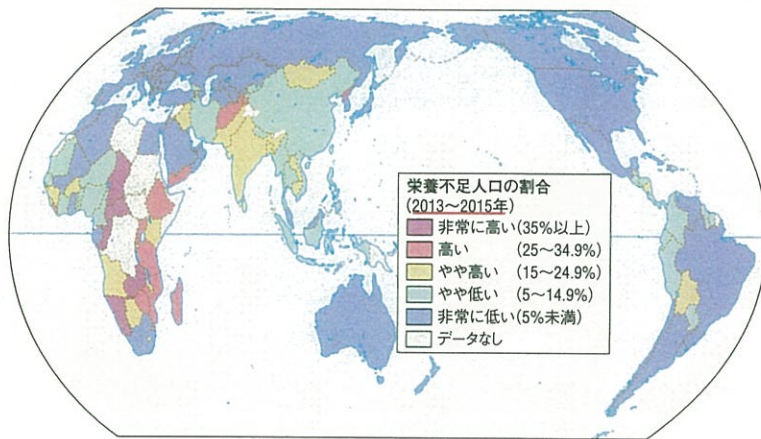 栄養不足人口の割合
(2013〜2015年)
非常に高い(35%以上)
高い (25〜34.9%)
やや高い (15〜24.9%)
やや低い (5〜14.9%)
非常に低い(5%未満)
データなし